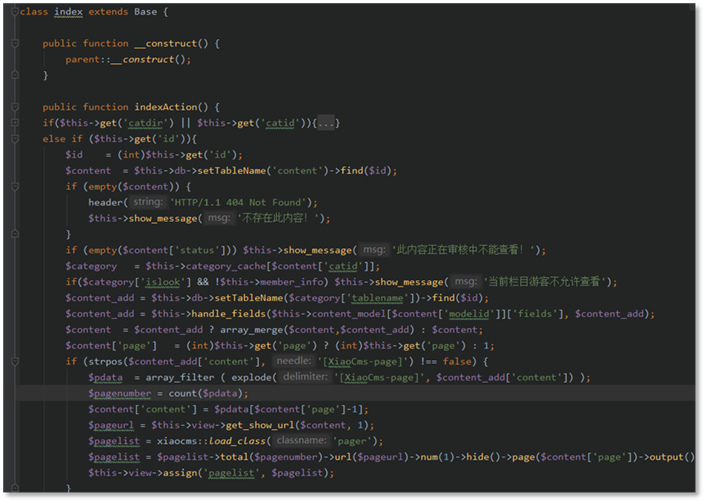 class index extends Base {
public function __construct() {
parent::__construct();
}
public function indexAction() {
if($this->get('catdir') || $this->get('catid')){...}
else if ($this->get('id')){
$id    = (int)$this->get('id');
$content  = $this->db->setTableName('content')->find($id);
if (empty($content)) {
header( string: 'HTTP/1.1 404 Not Found');
$this->show_message( msg: '不存在此内容！');
}
if (empty($content['status'])) $this->show_message( msg: '此内容正在审核中不能查看！');
$category   = $this->category_cache[$content['catid']];
if($category['islook'] && !$this->member_info) $this->show_message( msg: '当前栏目游客不允许查看');
$content_add = $this->db->setTableName($category['tablename'])->find($id);
$content_add = $this->handle_fields($this->content_model[$content['modelid']]['fields'], $content_add);
$content  = $content_add ? array_merge($content,$content_add) : $content;
$content['page']   = (int)$this->get('page') ? (int)$this->get('page') : 1;
if (strpos($content_add['content'], needle: '[XiaoCms-page]') !== false) {
$pdata  = array_filter ( explode( delimiter: '[XiaoCms-page]', $content_add['content']) );
$pagenumber = count($pdata);
$content['content'] = $pdata[$content['page']-1];
$pageurl = $this->view->get_show_url($content, 1);
$pagelist = xiaocms::load_class( classname: 'pager');
$pagelist = $pagelist->total($pagenumber)->url($pageurl)->num(1)->hide()->page($content['page'])->output()
$this->view->assign('pagelist', $pagelist);
}